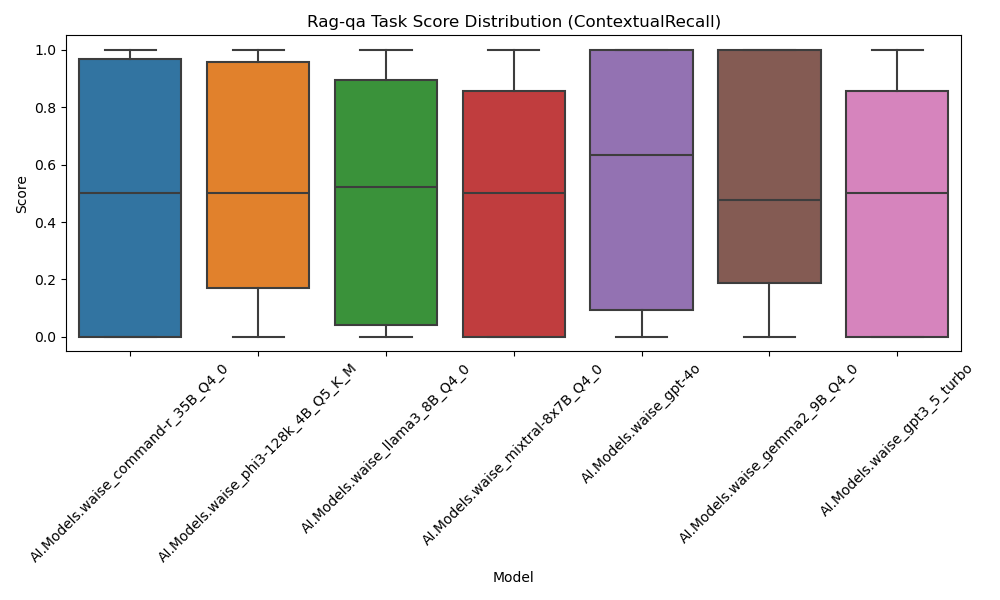 Rag-qa Task Score Distribution (ContextualRecall)
Score
1.0
0.8
0.6
0.4
0.2
0.0
AI.Models.waise_command-r_35B_Q4_0
AI.Models.waise_phi3-128K_4B_Q5_K_M
AI.Models.waise_llama3_8B_Q4_0
AI.Models.waise_mixtral-8x7B_Q4_0
AI.Models.waise_gpt-4o
AI.Models.waise_gemma2_9B_Q4_0
AI.Models.waise_gpt3_5_turbo
Model